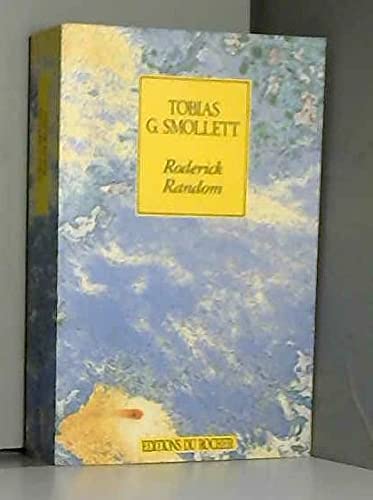 TOBIAS
G. SMOLLETT
Roderick
Random
EDITIONS DU ROCHER